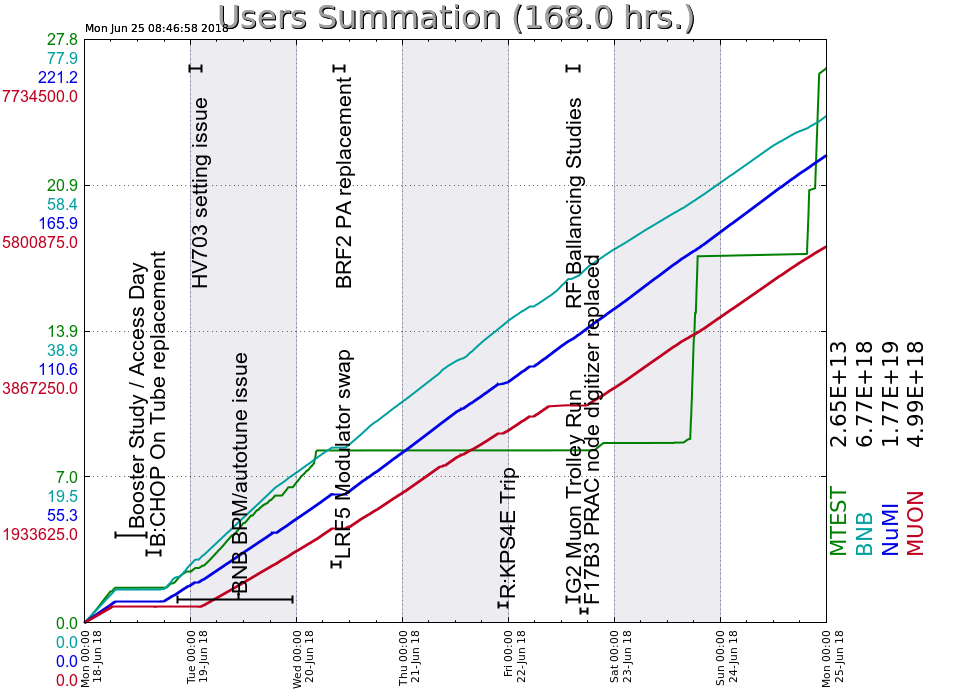 Users Summation (168.0 hrs.)
Mon Jun 25 08:46:58 2018
27.8
77.9
221.2
7734500.0
20.9
58.4
165.9
5800875.0
13.9
38.9
110.6
3867250.0
7.0
19.5
55.3
1933625.0
0.0
0.0
0.0
0.0
Booster Study / Access Day
B:CHOP On Tube replacement
HV703 setting issue
BNB BPM/autotune issue
BRF2 PA replacement
LRF5 Modulator swap
R:KPS4E Trip
RF Ballancing Studies
G2 Muon Trolley Run
F17B3 PRAC node digitizer replaced
Mon 00:00
18-Jun 18
Tue 00:00
19-Jun 18
Wed 00:00
20-Jun 18
Thu 00:00
21-Jun 18
Fri 00:00
22-Jun 18
Sat 00:00
23-Jun 18
Sun 00:00
24-Jun 18
Mon 00:00
25-Jun 18
MTEST 2.65E+13
BNB 6.77E+18
NuMI 1.77E+19
MUON 4.99E+18